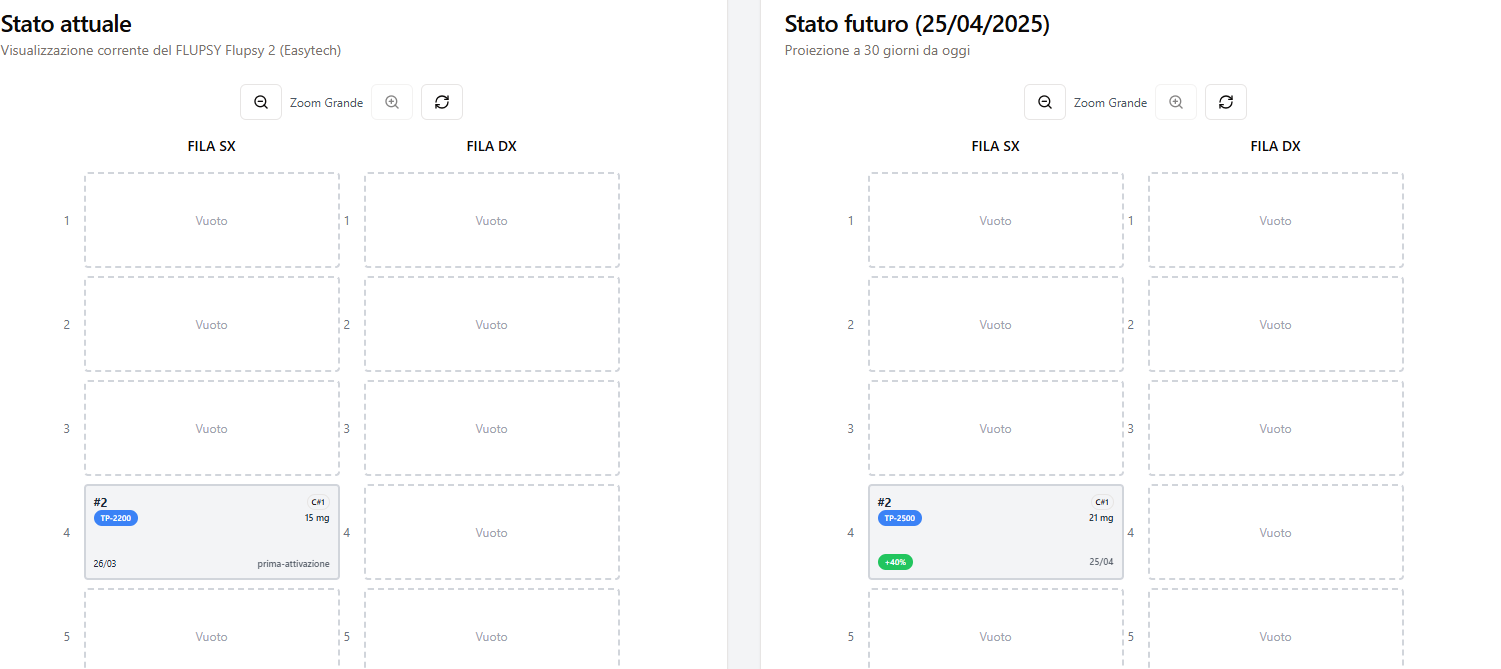 Stato attuale
Visualizzazione corrente del FLUPSY Flupsy 2 (Easytech)
Zoom Grande
FILA SX FILA DX
1 Vuoto 1 Vuoto
2 Vuoto 2 Vuoto
3 Vuoto 3 Vuoto
#2 C#1
TP-2200 15 mg
4 4 Vuoto
26/03 prima-attivazione
5 Vuoto 5 Vuoto
Stato futuro (25/04/2025)
Proiezione a 30 giorni da oggi
Zoom Grande
FILA SX FILA DX
1 Vuoto 1 Vuoto
2 Vuoto 2 Vuoto
3 Vuoto 3 Vuoto
#2 C#1
TP-2500 21 mg
4 4 Vuoto
+40% 25/04
5 Vuoto 5 Vuoto